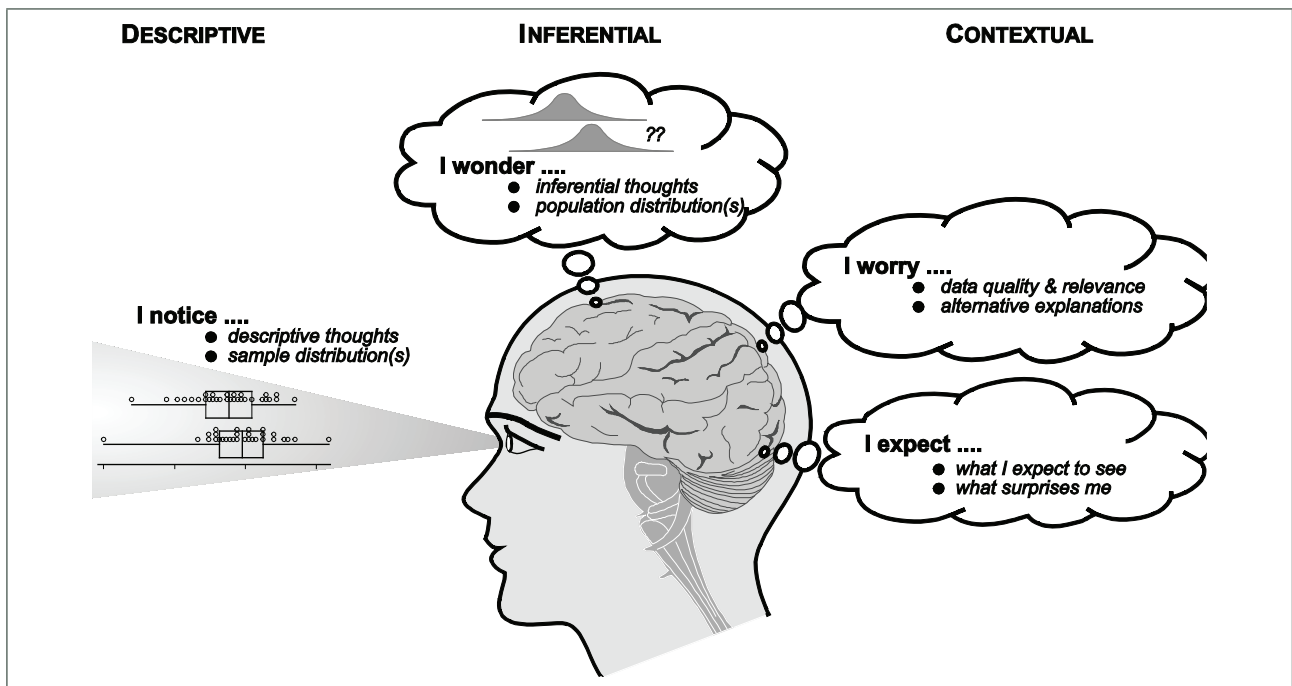 DESCRIPTIVE
INFERENTIAL
CONTEXTUAL
??
I wonder ....
● inferential thoughts
● population distribution(s)
I worry ....
● data quality & relevance
● alternative explanations
I notice ....
● descriptive thoughts
● sample distribution(s)
I expect ....
● what I expect to see
● what surprises me